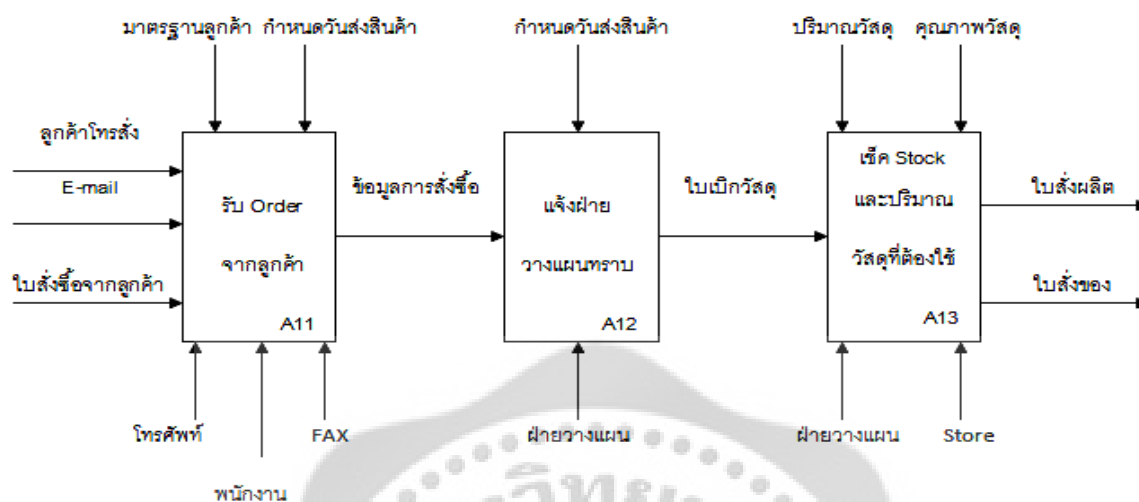 มาตรฐานลูกค้า กำหนดวันส่งสินค้า กำหนดวันส่งสินค้า ปริมาณวัสดุ คุณภาพวัสดุ
ลูกค้าโทรสั่ง
E-mail
ใบสั่งซื้อจากลูกค้า
รับ Order
จากลูกค้า
A11
ข้อมูลการสั่งซื้อ
แจ้งฝ่าย
วางแผนทราบ
A12
ใบเบิกวัสดุ
เช็ค Stock
และปริมาณ
วัสดุที่ต้องใช้
A13
ใบสั่งผลิต
ใบสั่งของ
โทรศัพท์ FAX ฝ่ายวางแผน ฝ่ายวางแผน Store
พนักงาน